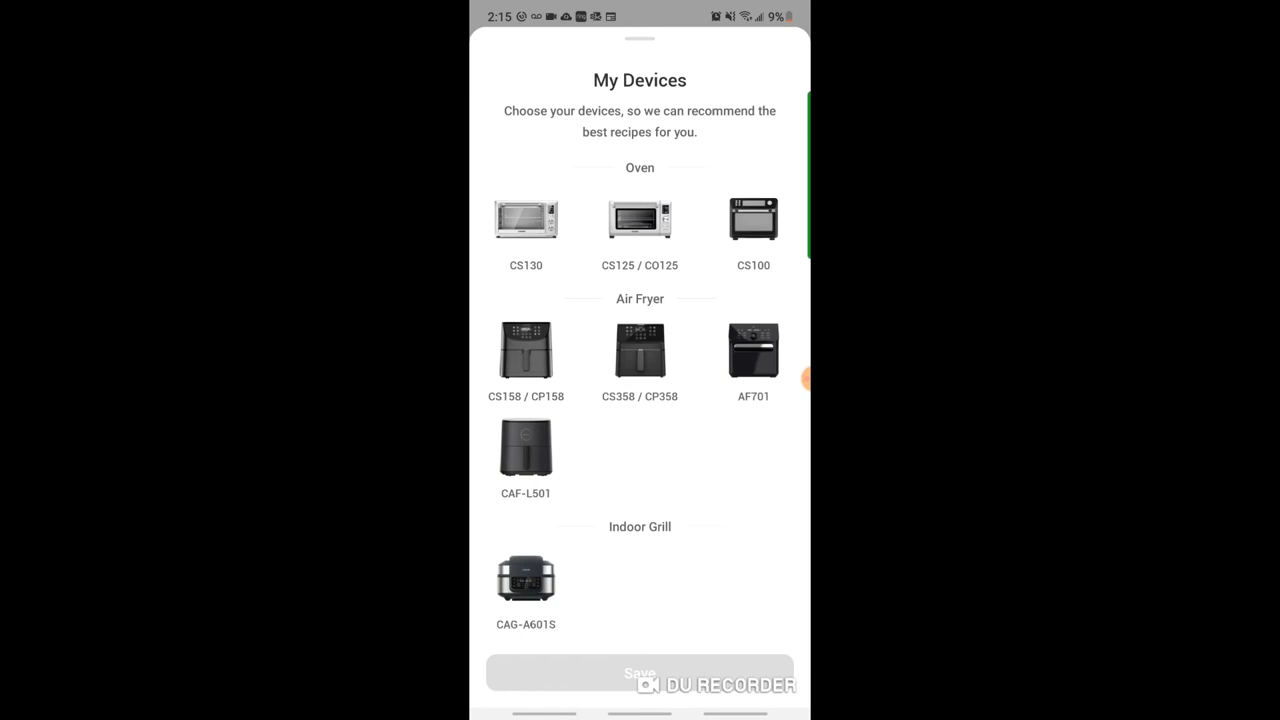 2:15
9%
My Devices
Choose your devices, so we can recommend the
best recipes for you.
Oven
CS130
CS125 / CO125
CS100
Air Fryer
CS158 / CP158
CS358 / CP358
AF701
CAF-L501
Indoor Grill
CAG-A601S
Save
DU RECORDER